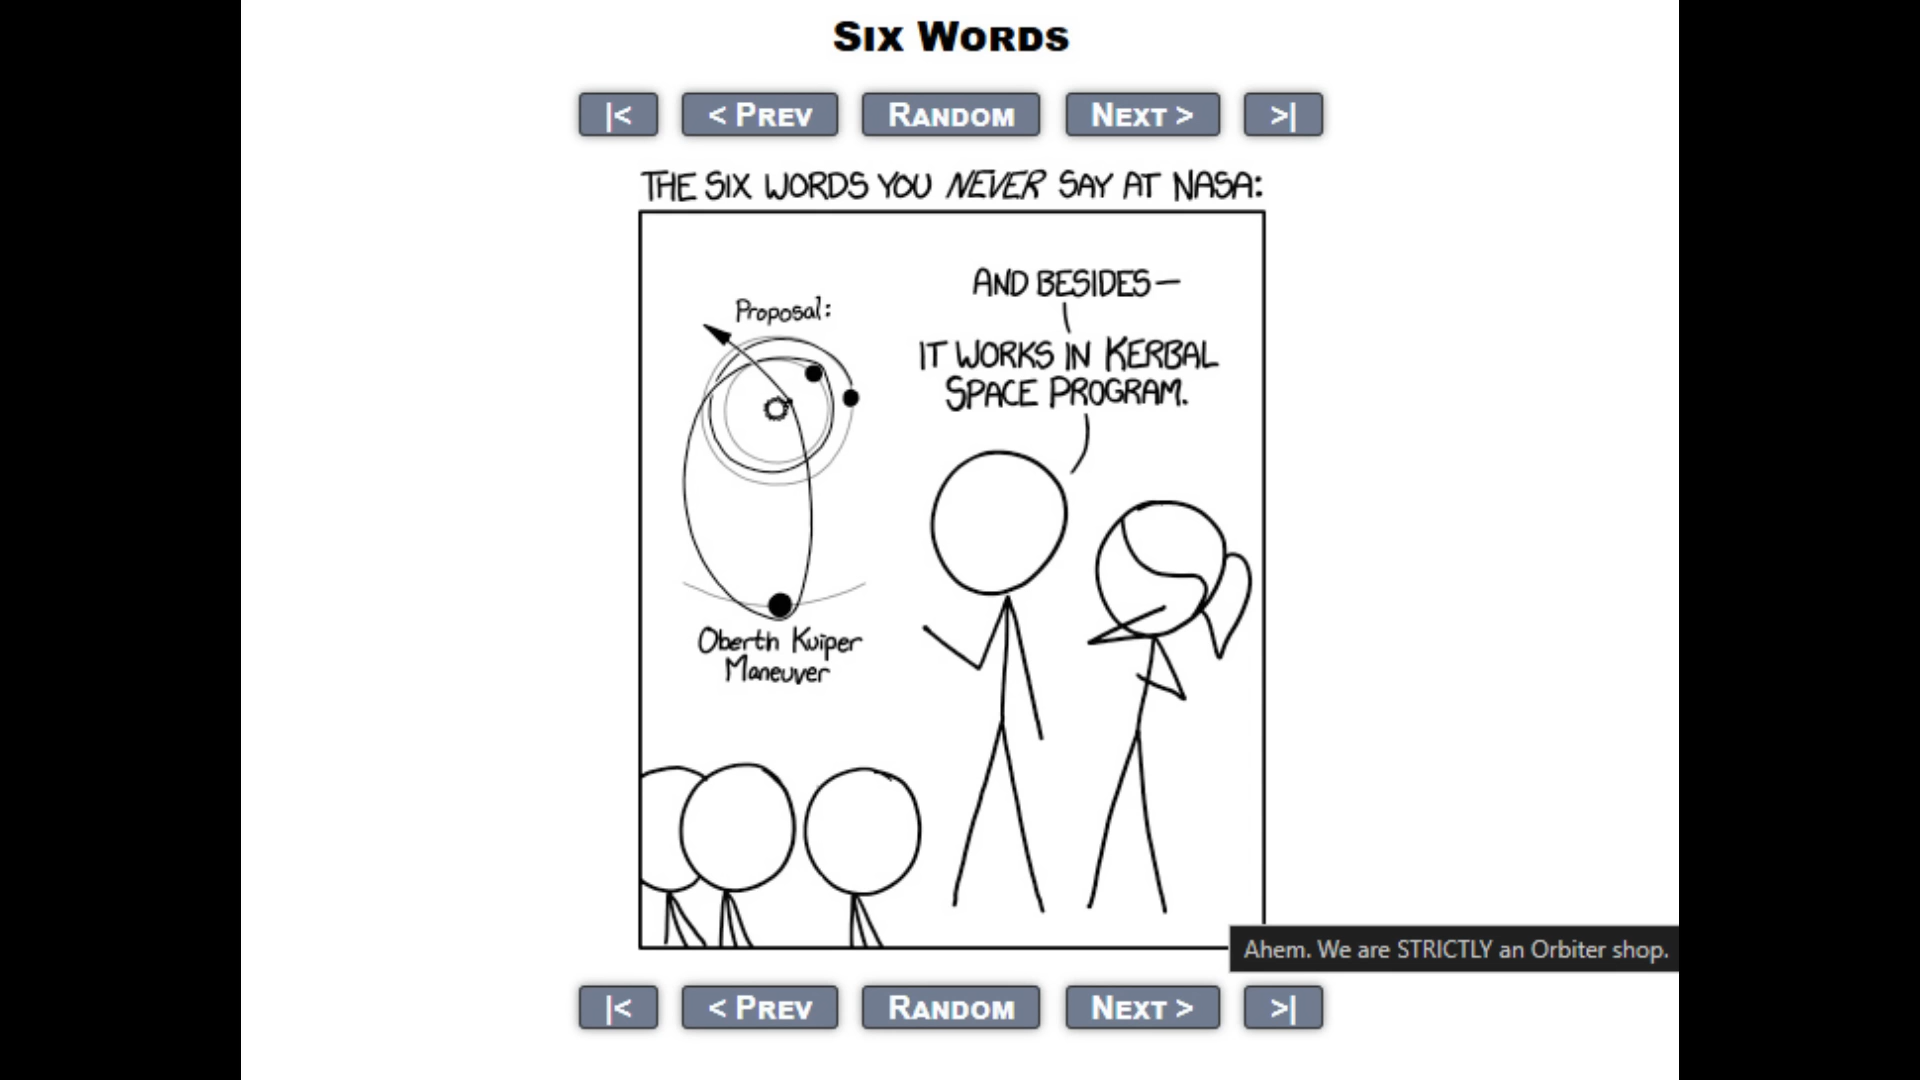 Six Words
|< < Prev Random Next > >|
THE SIX WORDS YOU NEVER SAY AT NASA:
AND BESIDES—
Proposal:
IT WORKS IN KERBAL
SPACE PROGRAM.
Oberth Kuiper
Maneuver
Ahem. We are STRICTLY an Orbiter shop.
|< < Prev Random Next > >|